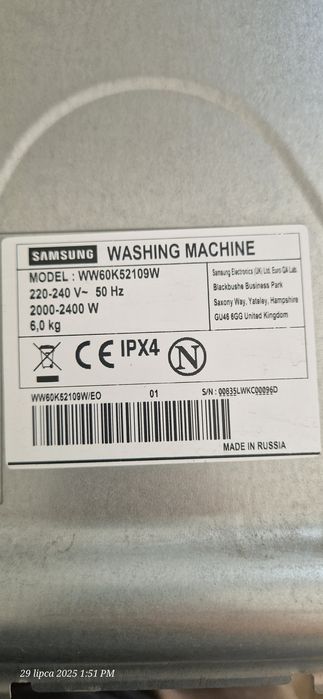 SAMSUNG WASHING MACHINE
MODEL : WW60K52109W
220-240 V~ 50 Hz
2000-2400 W
6,0 kg
Samsung Electronics (UK) Ltd. Euro QA Lab.
Blackbushe Business Park
Saxony Way, Yateley, Hampshire
GU46 6GG United Kingdom
CE IPX4 N
WW60K52109W/EO 01 S/N : 00835LWKC00096D
MADE IN RUSSIA
29 lipca 2025 1:51 PM